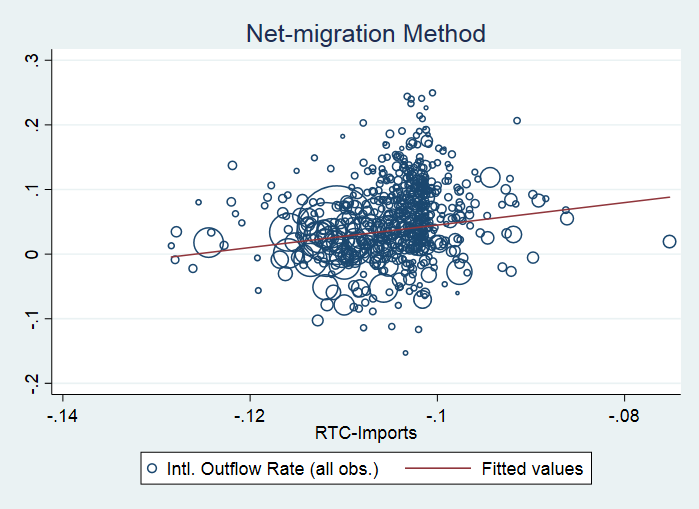 Net-migration Method
.3
.2
.1
0
-.1
-.2
-.14 -.12 -.1 -.08
RTC-Imports
Intl. Outflow Rate (all obs.) Fitted values